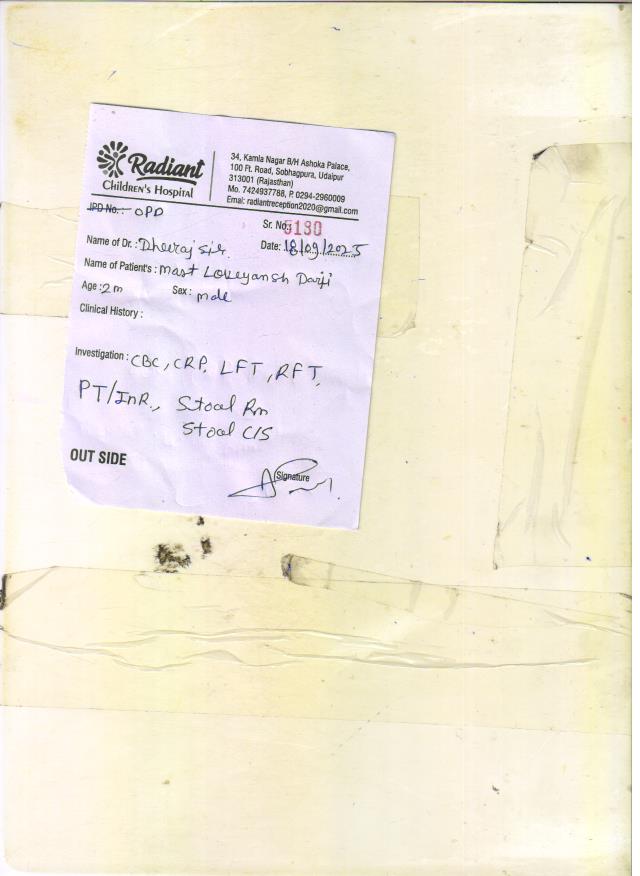 Radiant
Children's Hospital
34, Kamla Nagar B/H Ashoka Palace,
100 Ft. Road, Sobhagpura, Udaipur
313001 (Rajasthan)
Mo. 7424937788, P. 0294-2960009
Emal: radiantreception2020@gmail.com
IPD No.: OPD
Sr. No. 5130
Name of Dr.: Dheeraj Sir.
Date: 18/09/2025
Name of Patient's: Mast Loveyansh Darji
Age: 2 m Sex: male
Clinical History:
Investigation: CBC, CRP, LFT, RFT,
PT/INR., Stool Rm
Stool C/S
OUT SIDE
Signature